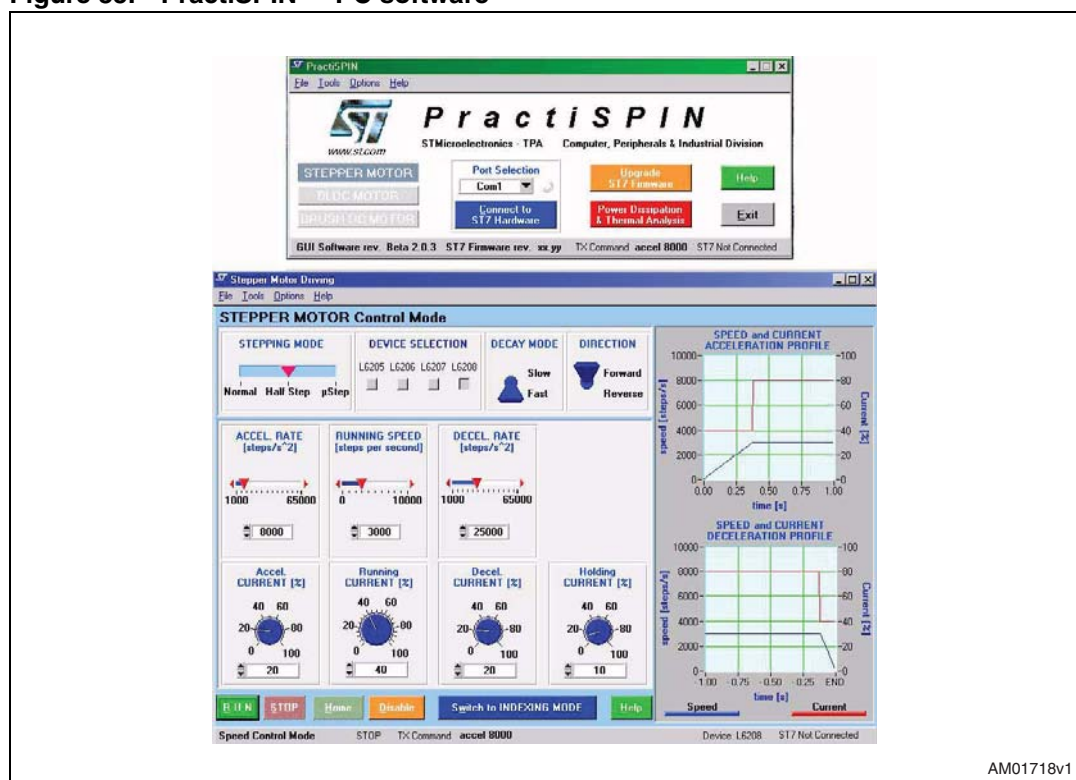 PractiSPIN
File Tools Options Help
ST
www.st.com
PractiSPIN
STMicroelectronics - TPA Computer, Peripherals & Industrial Division
STEPPER MOTOR
BLDC MOTOR
BRUSH DC MOTOR
Port Selection
Com1
Connect to
ST7 Hardware
Upgrade
ST7 Firmware
Power Dissipation
& Thermal Analysis
Help
Exit
GUI Software rev. Beta 2.0.3 ST7 Firmware rev. xx.yy TX Command accel 8000 ST7 Not Connected
Stepper Motor Driving
File Tools Options Help
STEPPER MOTOR Control Mode
STEPPING MODE
Normal Half Step µStep
DEVICE SELECTION
L6205 L6206 L6207 L6208
DECAY MODE
Slow
Fast
DIRECTION
Forward
Reverse
ACCEL. RATE
[steps/s^2]
1000 65000
8000
RUNNING SPEED
[steps per second]
0 10000
3000
DECEL. RATE
[steps/s^2]
1000 65000
25000
Accel.
CURRENT [%]
40 60
20 80
0 100
20
Running
CURRENT [%]
40 60
20 80
0 100
40
Decel.
CURRENT [%]
40 60
20 80
0 100
20
Holding
CURRENT [%]
40 60
20 80
0 100
10
RUN STOP Home Disable Switch to INDEXING MODE Help
SPEED and CURRENT
ACCELERATION PROFILE
10000 100
8000 80
6000 60
4000 40
2000 20
0 0
speed [steps/s]
Current [%]
0.00 0.25 0.50 0.75 1.00
time [s]
SPEED and CURRENT
DECELERATION PROFILE
10000 100
8000 80
6000 60
4000 40
2000 20
0 0
speed [steps/s]
Current [%]
-1.00 -0.75 -0.50 -0.25 END
time [s]
Speed Current
Speed Control Mode STOP TX Command accel 8000 Device L6208 ST7 Not Connected
AM01718v1